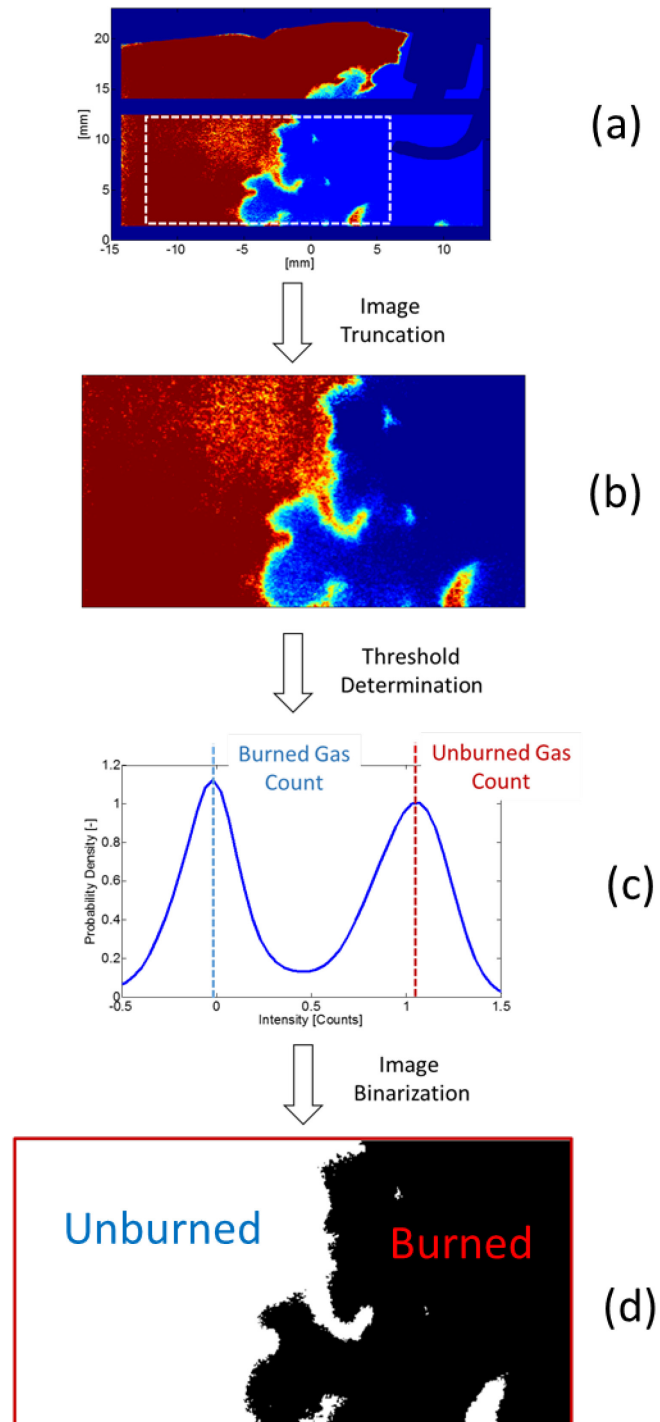 20
15
10
5
0
[mm]
-15
-10
-5
0
5
10
[mm]
(a)
Image
Truncation
(b)
Threshold
Determination
Burned Gas
Count
Unburned Gas
Count
1.2
1
0.8
0.6
0.4
0.2
0
Probability Density [-]
-0.5
0
0.5
1
1.5
Intensity [Counts]
(c)
Image
Binarization
Unburned
Burned
(d)